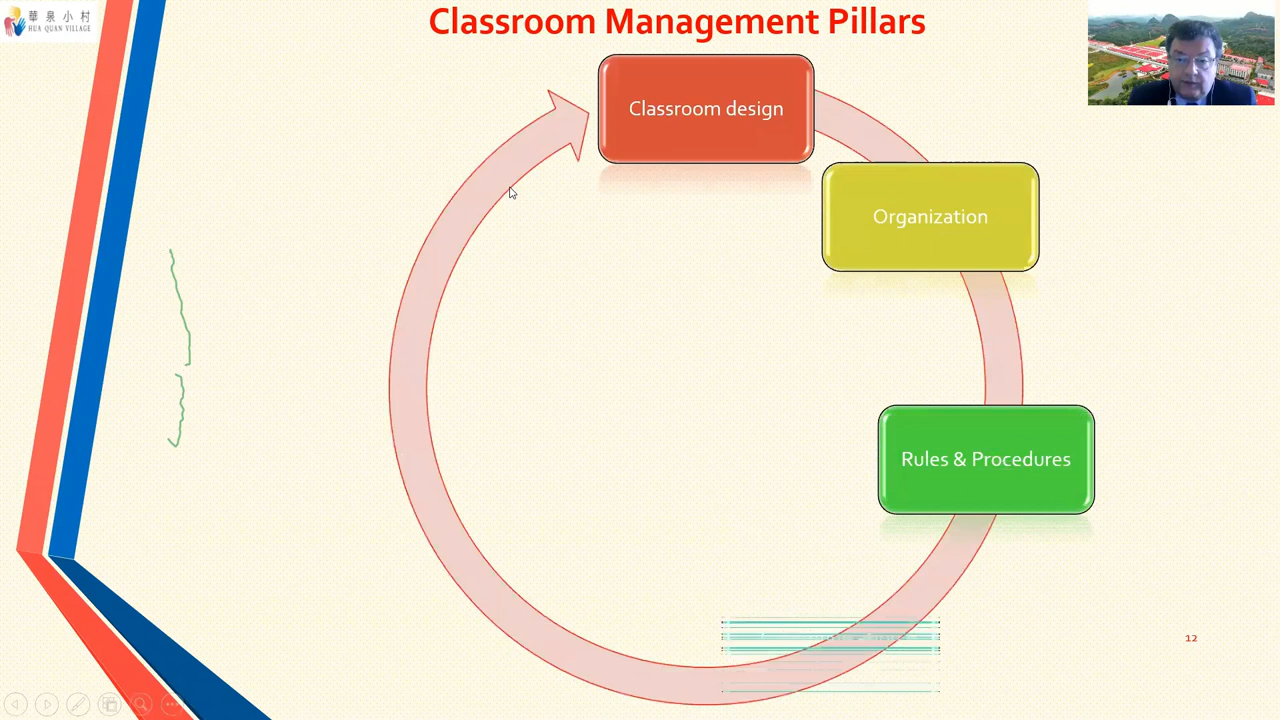 華泉小村
HUA QUAN VILLAGE
Classroom Management Pillars
Classroom design
Organization
Rules & Procedures
12